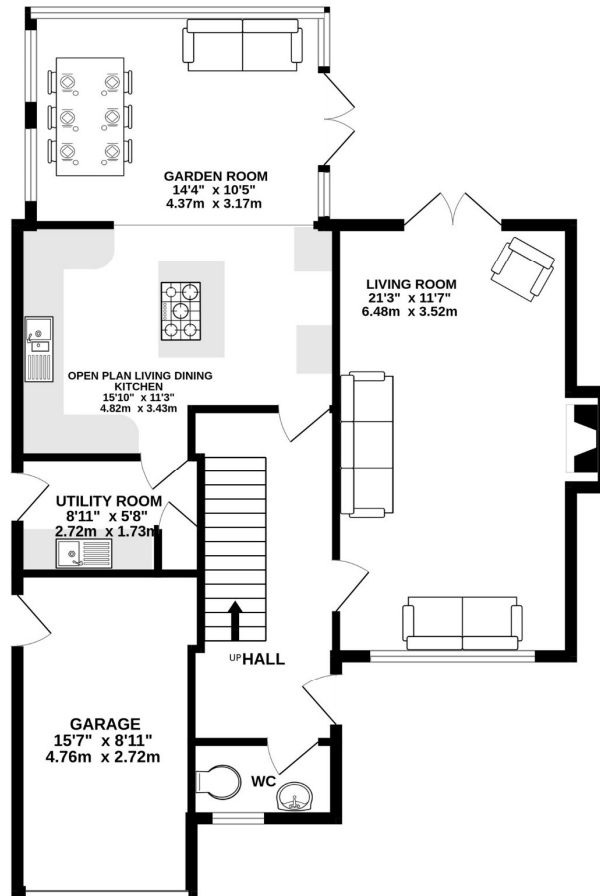 GARDEN ROOM
14'4" x 10'5"
4.37m x 3.17m
LIVING ROOM
21'3" x 11'7"
6.48m x 3.52m
OPEN PLAN LIVING DINING
KITCHEN
15'10" x 11'3"
4.82m x 3.43m
UTILITY ROOM
8'11" x 5'8"
2.72m x 1.73m
UP HALL
GARAGE
15'7" x 8'11"
4.76m x 2.72m
WC